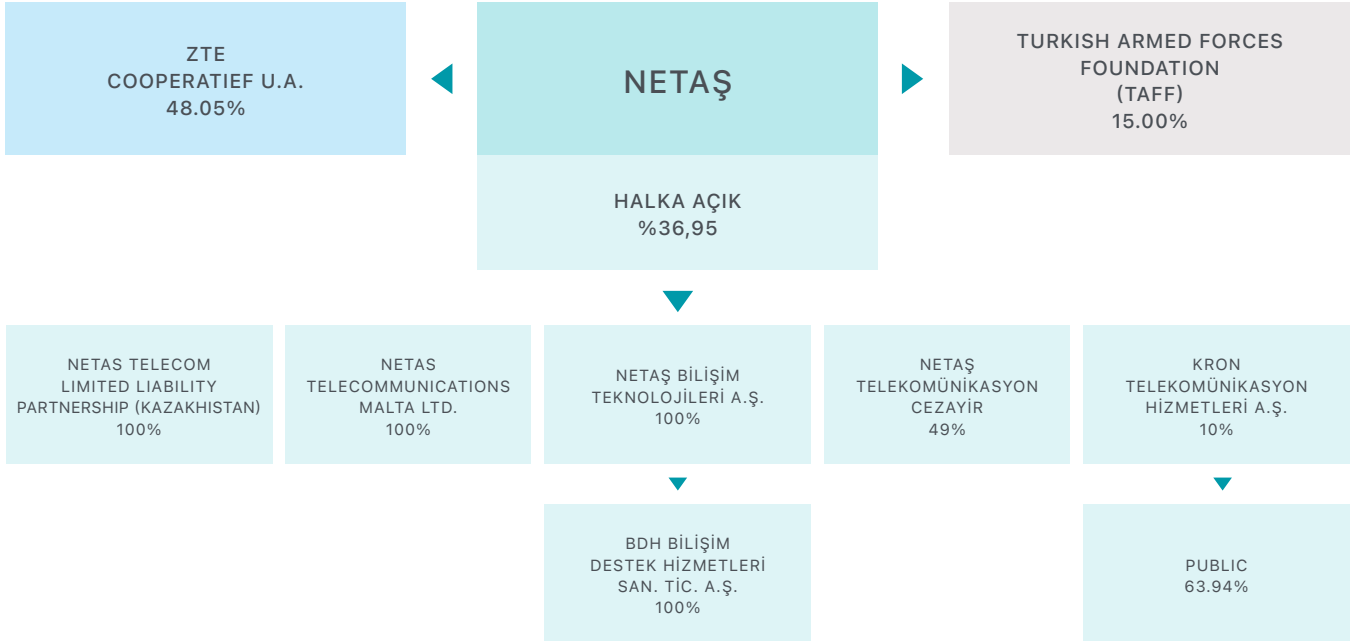 ZTE
COOPERATIEF U.A.
48.05%
NETAŞ
TURKISH ARMED FORCES
FOUNDATION
(TAFF)
15.00%
HALKA AÇIK
%36,95
NETAS TELECOM
LIMITED LIABILITY
PARTNERSHIP (KAZAKHISTAN)
100%
NETAS
TELECOMMUNICATIONS
MALTA LTD.
100%
NETAŞ BİLİŞİM
TEKNOLOJİLERİ A.Ş.
100%
NETAŞ
TELEKOMÜNİKASYON
CEZAYİR
49%
KRON
TELEKOMÜNİKASYON
HİZMETLERİ A.Ş.
10%
BDH BİLİŞİM
DESTEK HİZMETLERİ
SAN. TİC. A.Ş.
100%
PUBLIC
63.94%